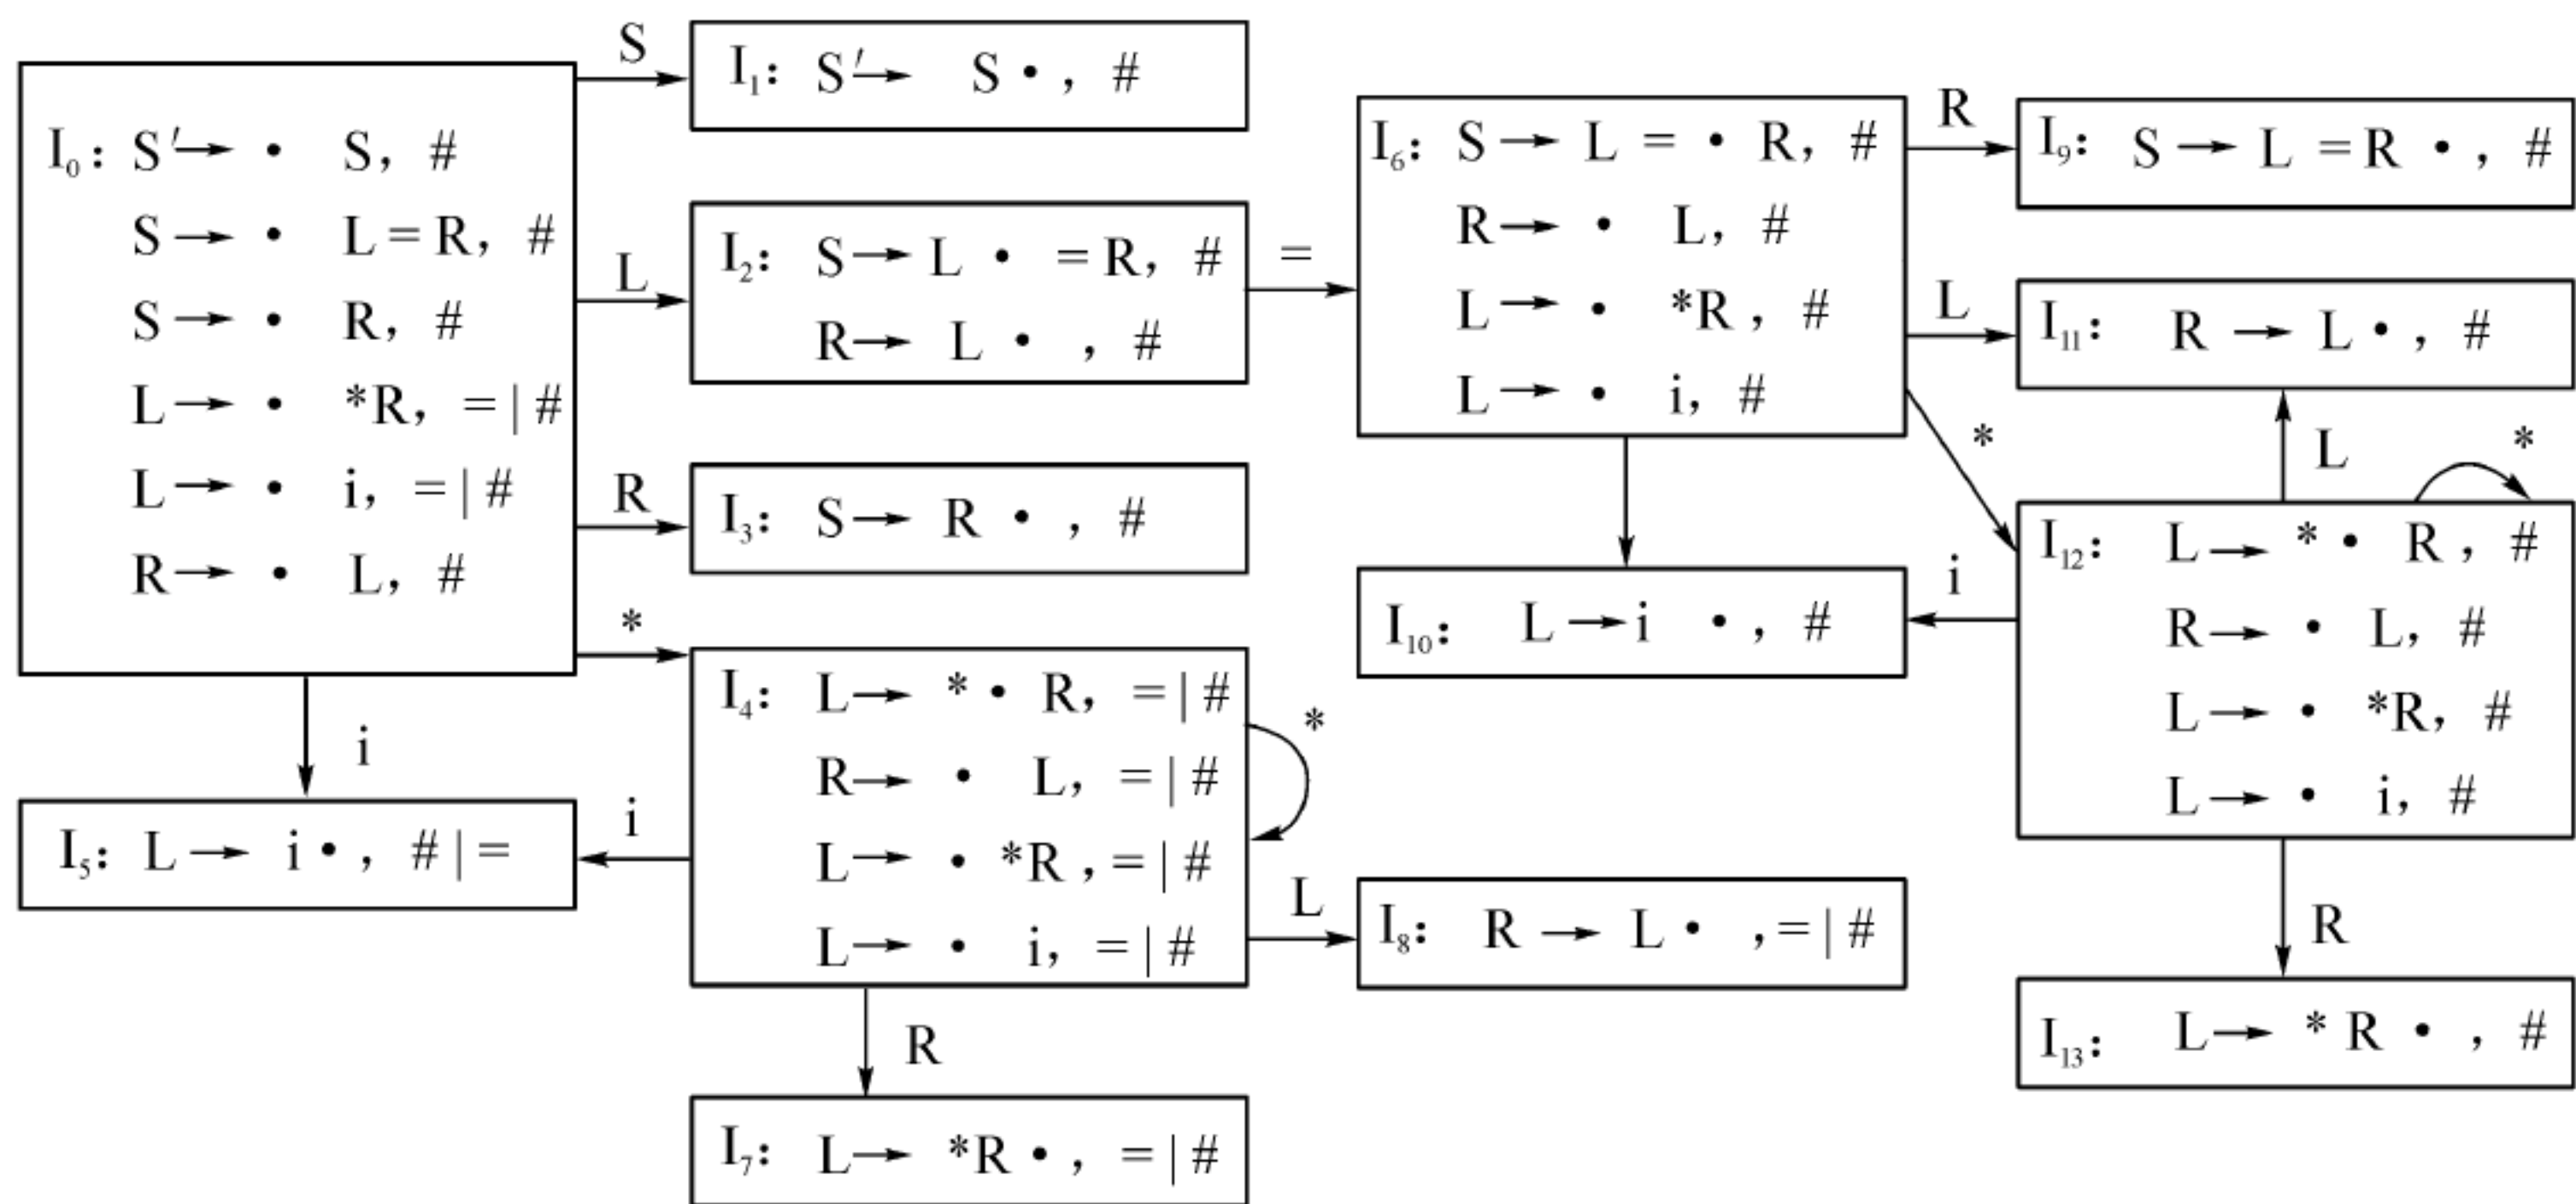 I₀: S′→ • S, #
S→ • L=R, #
S→ • R, #
L→ • *R, =|#
L→ • i, =|#
R→ • L, #
S
I₁: S′→ S •, #
L
I₂: S→L • =R, #
R→ L •, #
R
I₃: S→ R •, #
*
I₄: L→ * • R, =|#
R→ • L, =|#
L→ • *R, =|#
L→ • i, =|#
*
i
i
I₅: L→ i •, #|=
R
I₇: L→ *R •, =|#
L
I₈: R→ L •, =|#
=
I₆: S→ L = • R, #
R→ • L, #
L→ • *R, #
L→ • i, #
R
I₉: S→ L =R •, #
L
I₁₁: R→ L •, #
*
L
*
I₁₂: L→ * • R, #
R→ • L, #
L→ • *R, #
L→ • i, #
i
I₁₀: L→i •, #
R
I₁₃: L→ * R •, #